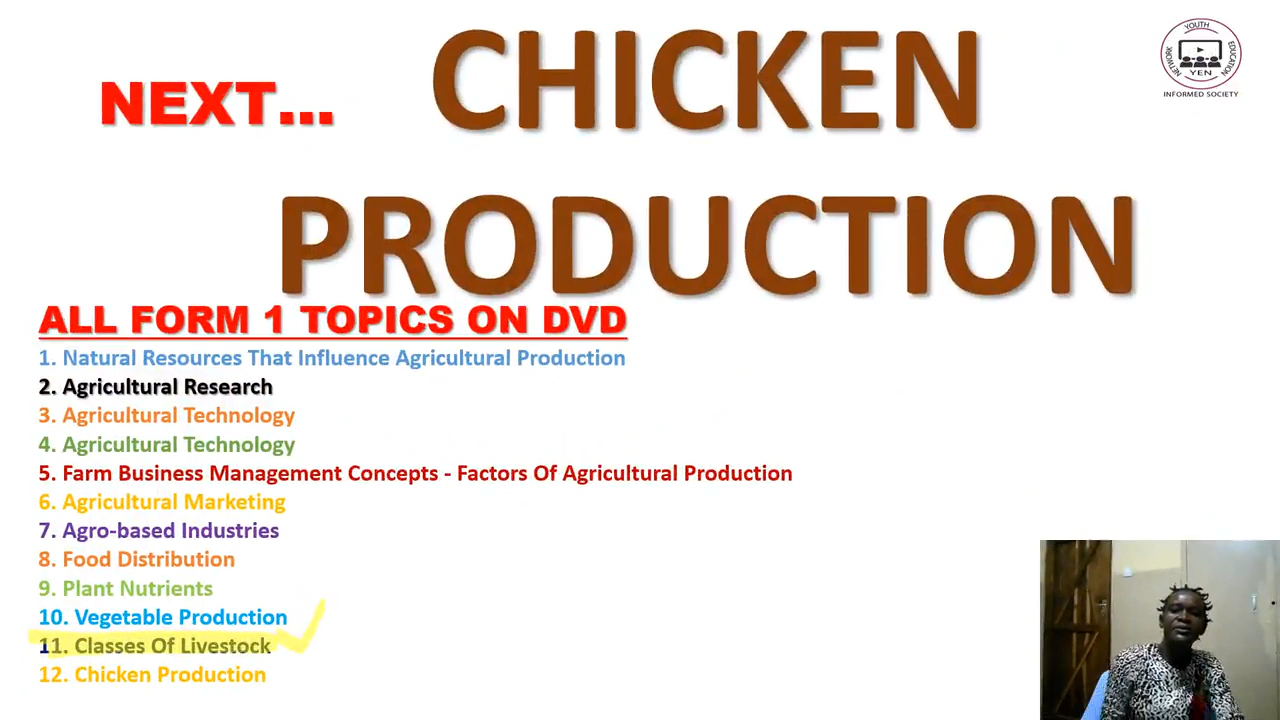 CHICKEN
NEXT...
PRODUCTION
YOUTH
EDUCATION
NETWORK
YEN
INFORMED SOCIETY
ALL FORM 1 TOPICS ON DVD
1. Natural Resources That Influence Agricultural Production
2. Agricultural Research
3. Agricultural Technology
4. Agricultural Technology
5. Farm Business Management Concepts - Factors Of Agricultural Production
6. Agricultural Marketing
7. Agro-based Industries
8. Food Distribution
9. Plant Nutrients
10. Vegetable Production
11. Classes Of Livestock
12. Chicken Production